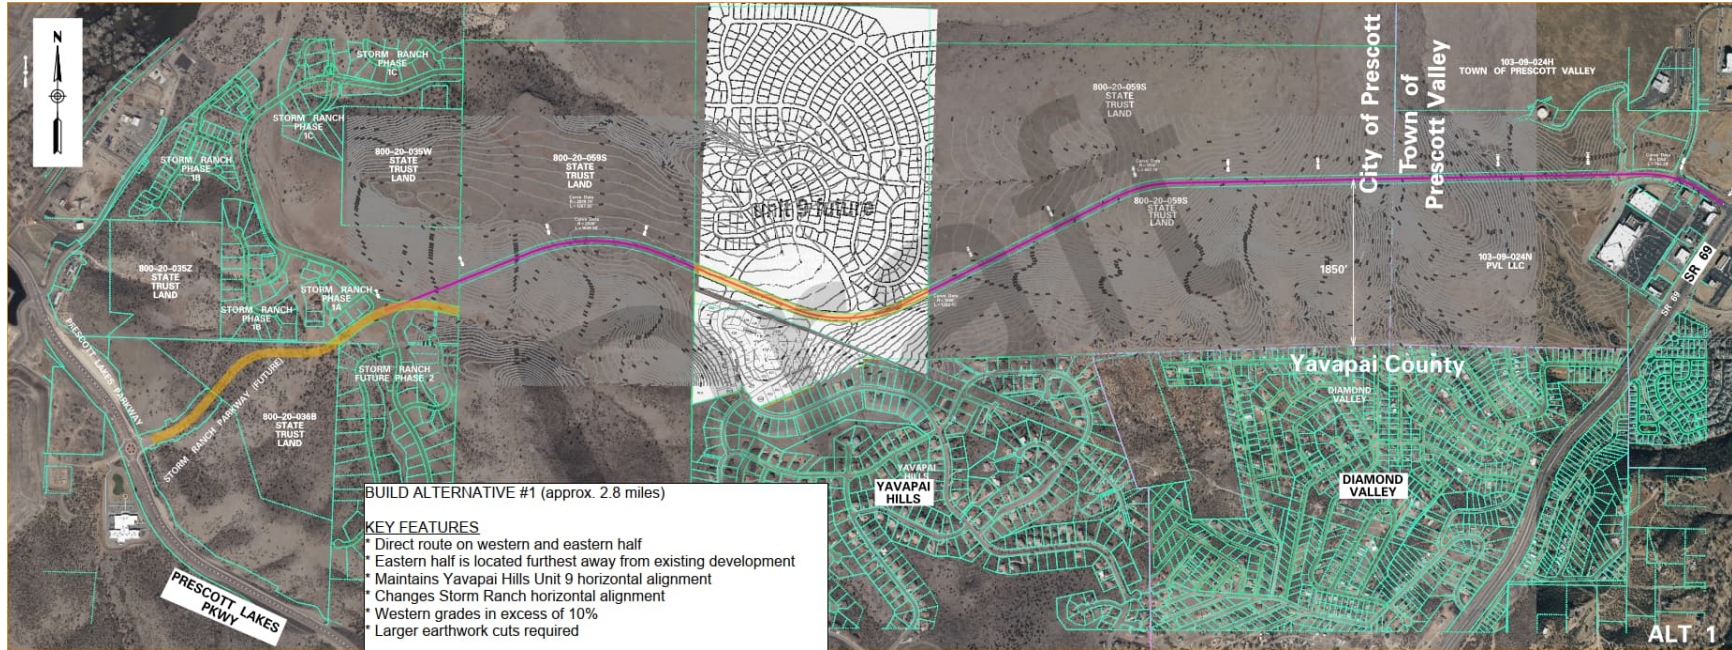 N
STORM RANCH
PHASE
1C
STORM RANCH
PHASE
1C
STORM RANCH
PHASE
1B
800-20-035W
STATE
TRUST
LAND
800-20-059S
STATE
TRUST
LAND
unit 9 future
800-20-059S
STATE
TRUST
LAND
800-20-059S
STATE
TRUST
LAND
City of Prescott
Town of
Prescott Valley
103-09-024H
TOWN OF PRESCOTT VALLEY
103-09-024N
PVL LLC
1850'
SR 69
SR 69
800-20-035Z
STATE
TRUST
LAND
STORM RANCH
PHASE
1A
STORM RANCH
PHASE
1B
STORM RANCH
FUTURE PHASE 2
PRESCOTT LAKES PARKWAY
STORM RANCH PARKWAY (FUTURE)
800-20-036B
STATE
TRUST
LAND
Yavapai County
DIAMOND
VALLEY
DIAMOND
VALLEY
YAVAPAI
HILLS
YAVAPAI
HILLS
PRESCOTT LAKES
PKWY
BUILD ALTERNATIVE #1 (approx. 2.8 miles)
KEY FEATURES
* Direct route on western and eastern half
* Eastern half is located furthest away from existing development
* Maintains Yavapai Hills Unit 9 horizontal alignment
* Changes Storm Ranch horizontal alignment
* Western grades in excess of 10%
* Larger earthwork cuts required
ALT 1